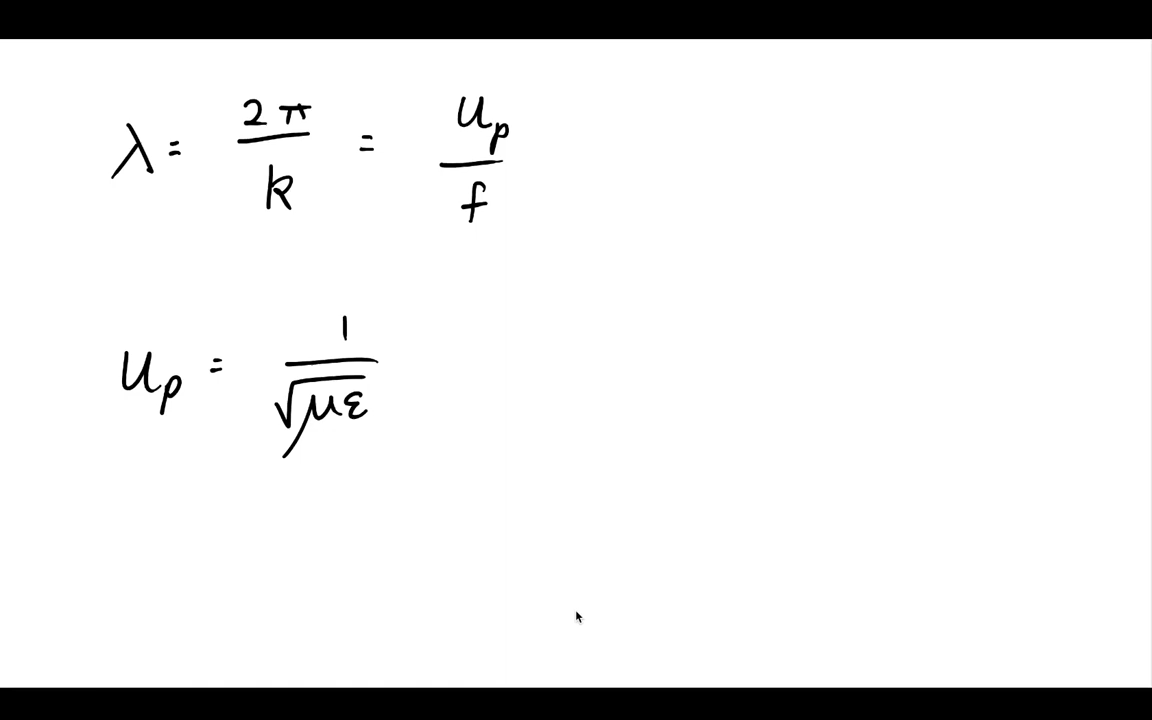 λ = 2π/k = u_p/f
u_p = 1/√με